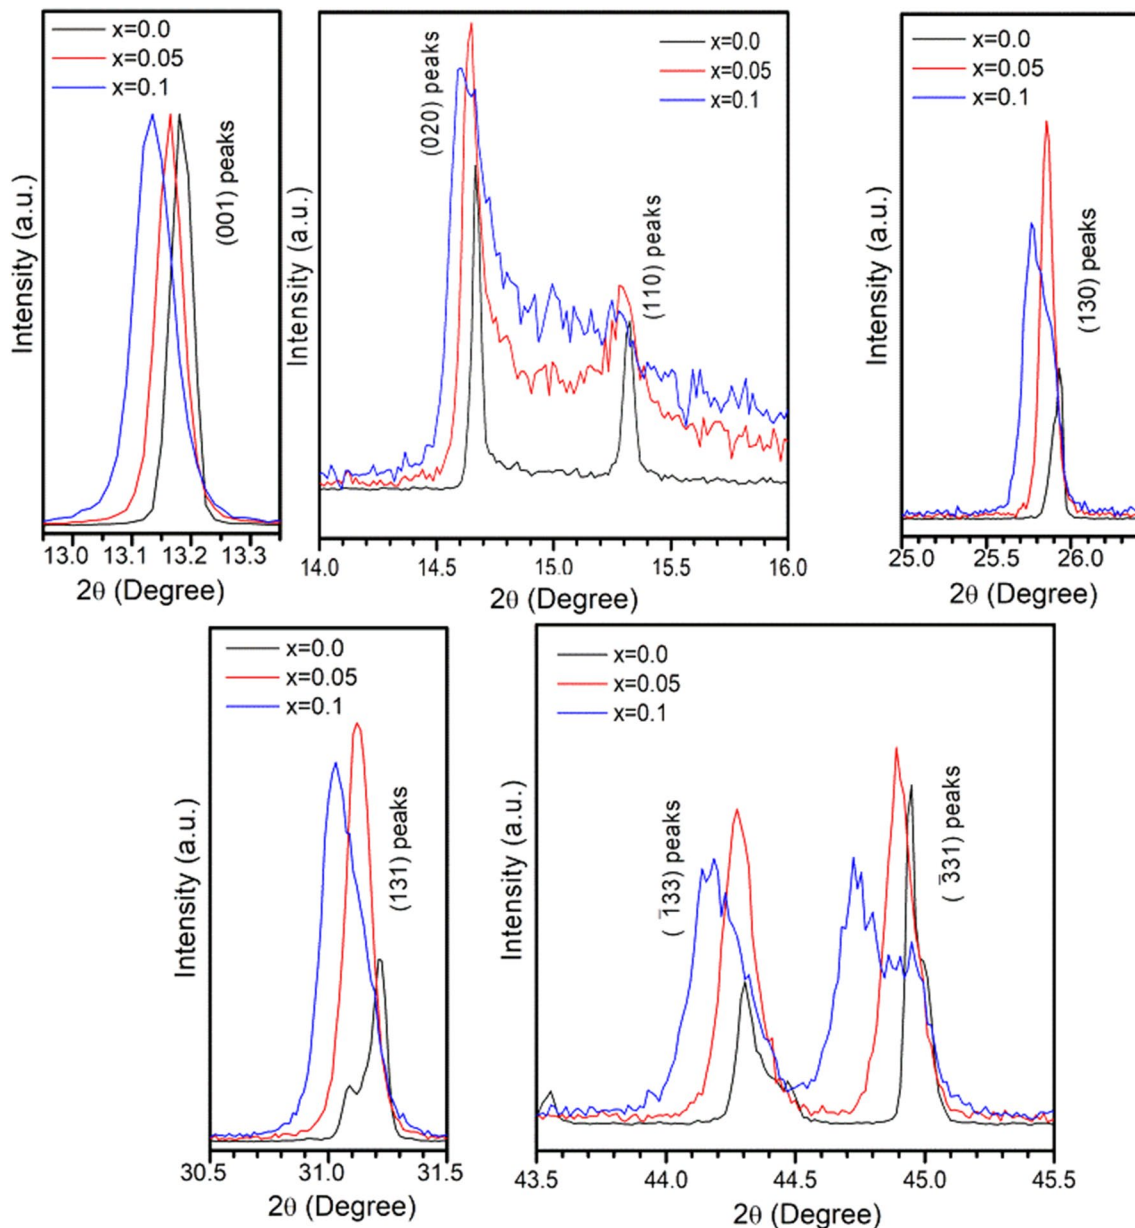 x=0.0
x=0.05
x=0.1
(001) peaks
Intensity (a.u.)
13.0 13.1 13.2 13.3
2θ (Degree)
x=0.0
x=0.05
x=0.1
(020) peaks
(110) peaks
Intensity (a.u.)
14.0 14.5 15.0 15.5 16.0
2θ (Degree)
x=0.0
x=0.05
x=0.1
(130) peaks
Intensity (a.u.)
25.0 25.5 26.0
2θ (Degree)
x=0.0
x=0.05
x=0.1
(131) peaks
Intensity (a.u.)
30.5 31.0 31.5
2θ (Degree)
x=0.0
x=0.05
x=0.1
(¯133) peaks
(¯331) peaks
Intensity (a.u.)
43.5 44.0 44.5 45.0 45.5
2θ (Degree)